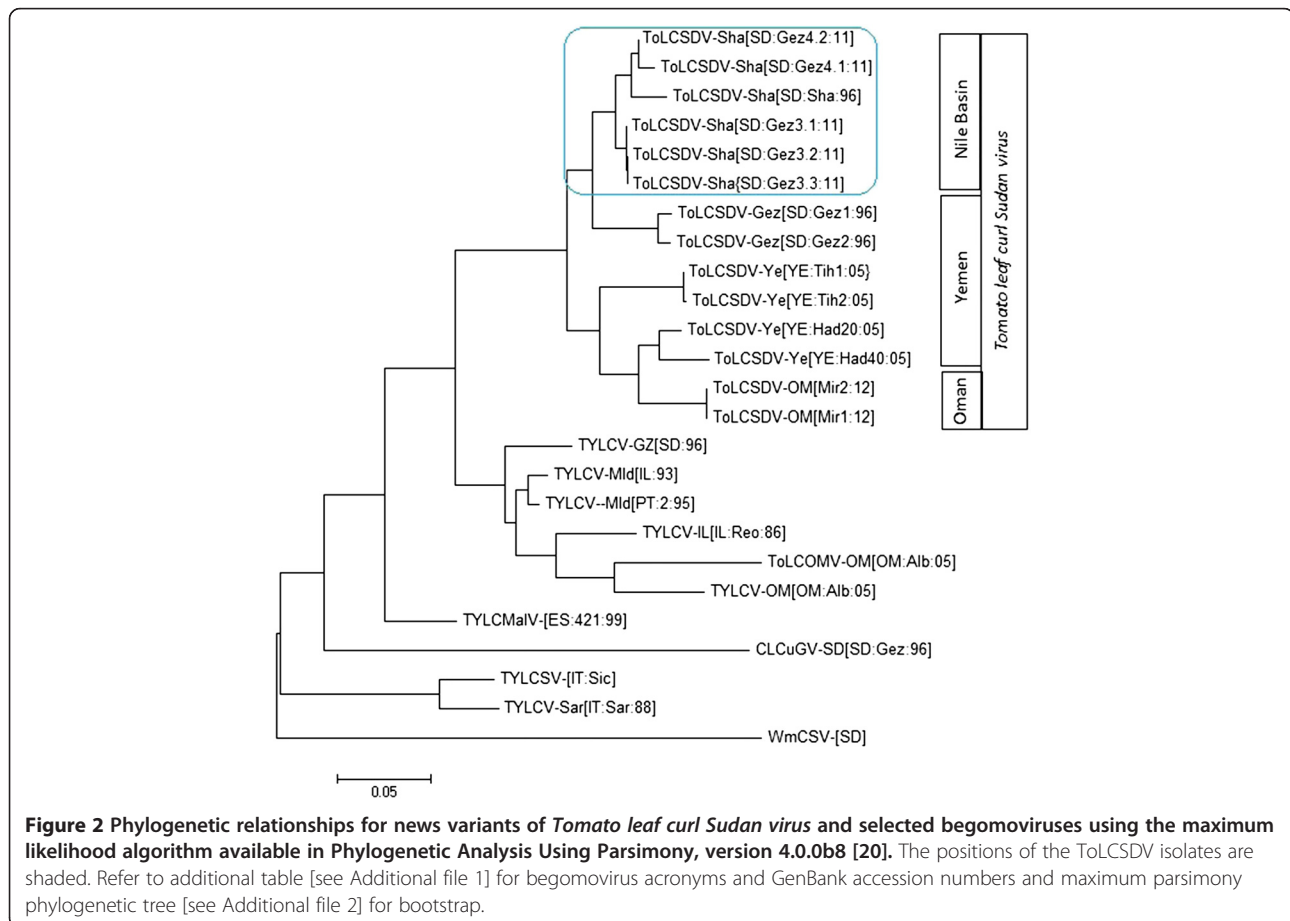 ToLCSDV-Sha[SD:Gez4.2:11]
ToLCSDV-Sha[SD:Gez4.1:11]
ToLCSDV-Sha[SD:Sha:96]
ToLCSDV-Sha[SD:Gez3.1:11]
ToLCSDV-Sha[SD:Gez3.2:11]
ToLCSDV-Sha{SD:Gez3.3:11]
ToLCSDV-Gez[SD:Gez1:96]
ToLCSDV-Gez[SD:Gez2:96]
ToLCSDV-Ye[YE:Tih1:05}
ToLCSDV-Ye[YE:Tih2:05]
ToLCSDV-Ye[YE:Had20:05]
ToLCSDV-Ye[YE:Had40:05]
ToLCSDV-OM[Mir2:12]
ToLCSDV-OM[Mir1:12]
TYLCV-GZ[SD:96]
TYLCV-Mld[IL:93]
TYLCV--Mld[PT:2:95]
TYLCV-IL[IL:Reo:86]
ToLCOMV-OM[OM:Alb:05]
TYLCV-OM[OM:Alb:05]
TYLCMalV-[ES:421:99]
CLCuGV-SD[SD:Gez:96]
TYLCSV-[IT:Sic]
TYLCV-Sar[IT:Sar:88]
WmCSV-[SD]
Nile Basin
Yemen
Oman
Tomato leaf curl Sudan virus
0.05
Figure 2 Phylogenetic relationships for news variants of Tomato leaf curl Sudan virus and selected begomoviruses using the maximum
likelihood algorithm available in Phylogenetic Analysis Using Parsimony, version 4.0.0b8 [20]. The positions of the ToLCSDV isolates are
shaded. Refer to additional table [see Additional file 1] for begomovirus acronyms and GenBank accession numbers and maximum parsimony
phylogenetic tree [see Additional file 2] for bootstrap.